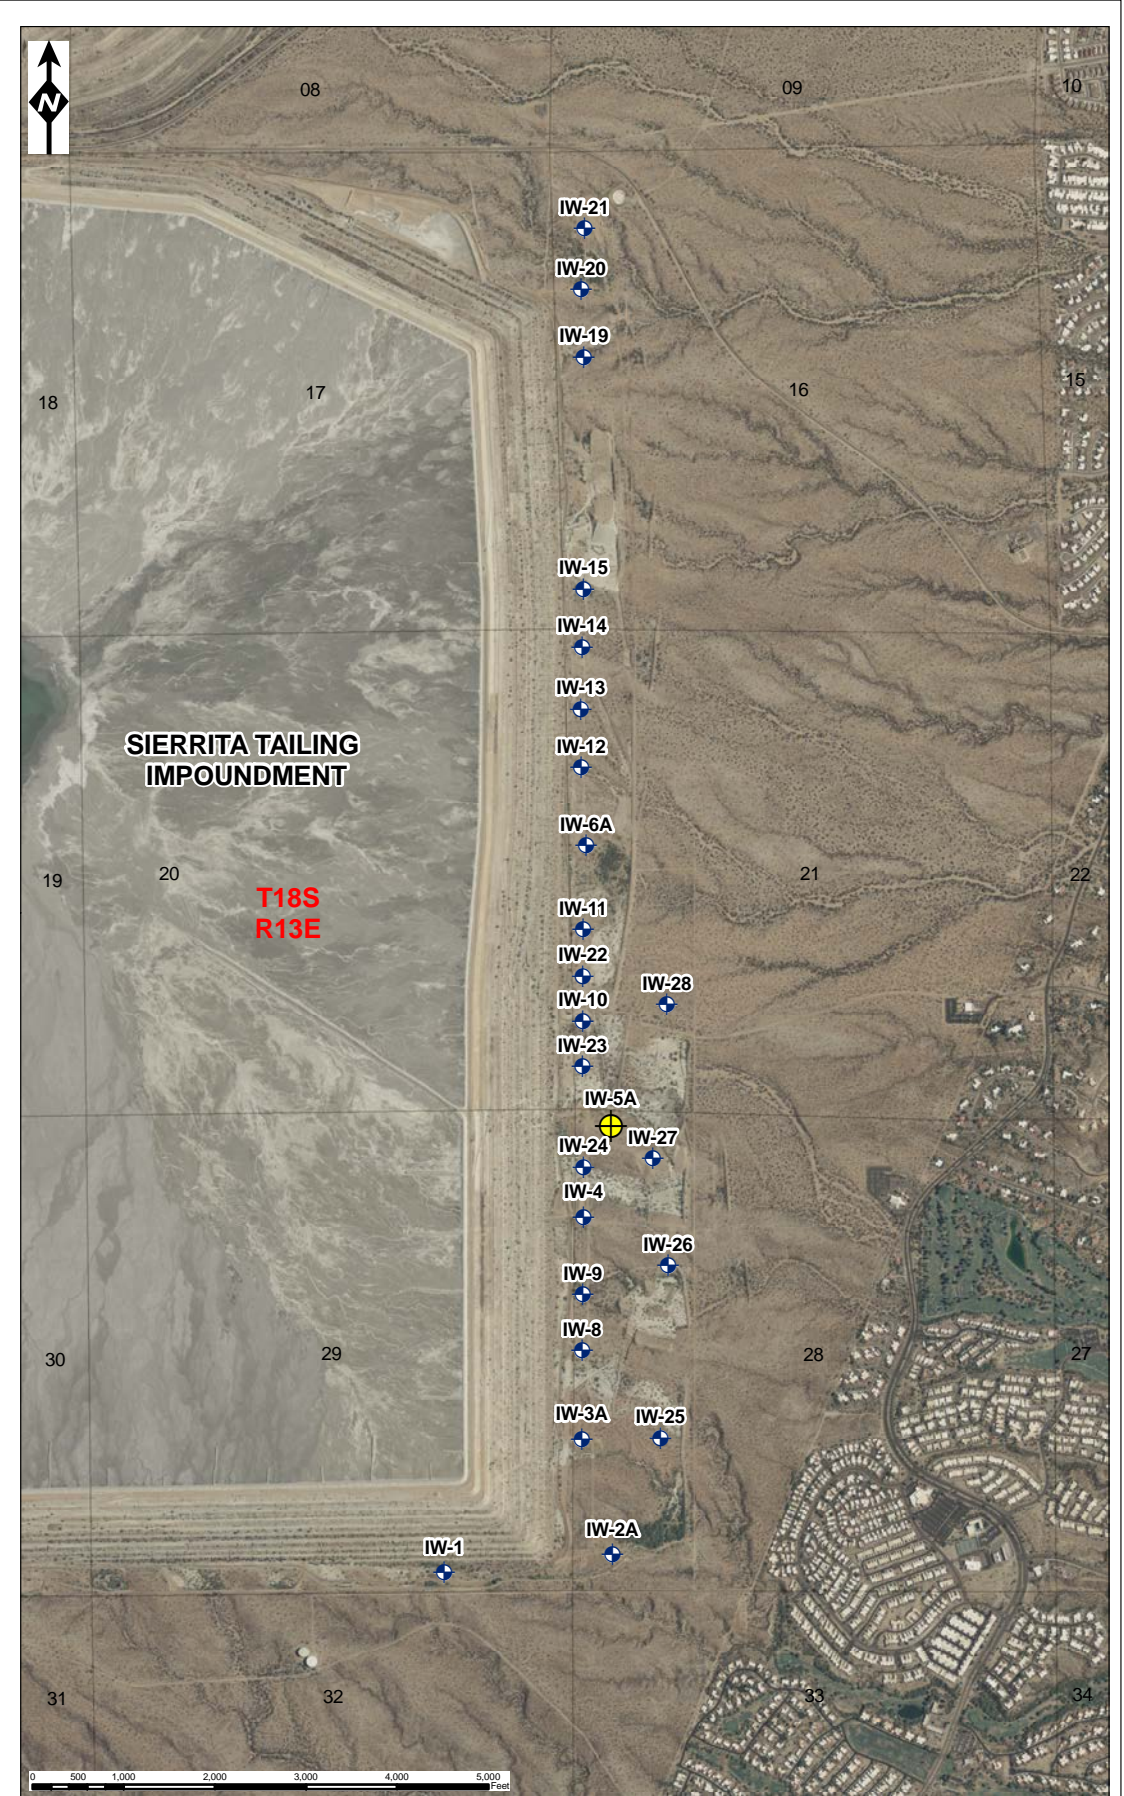 N
08
09
10
IW-21
IW-20
IW-19
18
17
16
15
IW-15
IW-14
IW-13
IW-12
SIERRITA TAILING
IMPOUNDMENT
IW-6A
19
20
21
22
T18S
R13E
IW-11
IW-22
IW-28
IW-10
IW-23
IW-5A
IW-27
IW-24
IW-4
IW-26
IW-9
IW-8
30
29
28
27
IW-3A
IW-25
IW-2A
IW-1
31
32
33
34
0 500 1,000 2,000 3,000 4,000 5,000
Feet